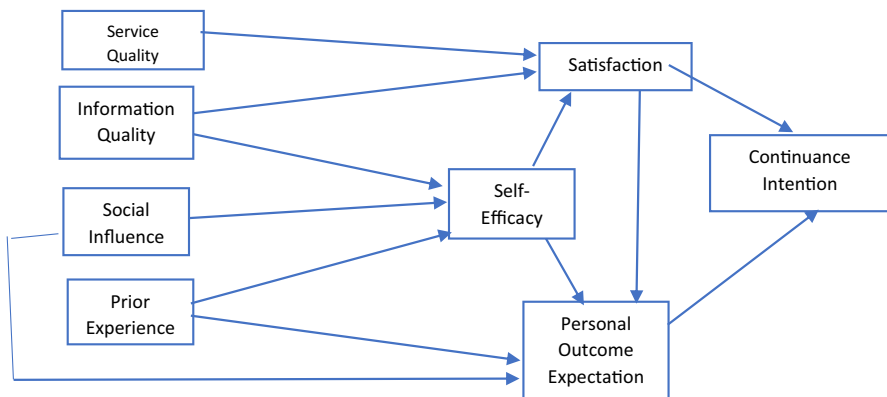 Service
Quality
Satisfaction
Information
Quality
Continuance
Intention
Self-
Efficacy
Social
Influence
Prior
Experience
Personal
Outcome
Expectation